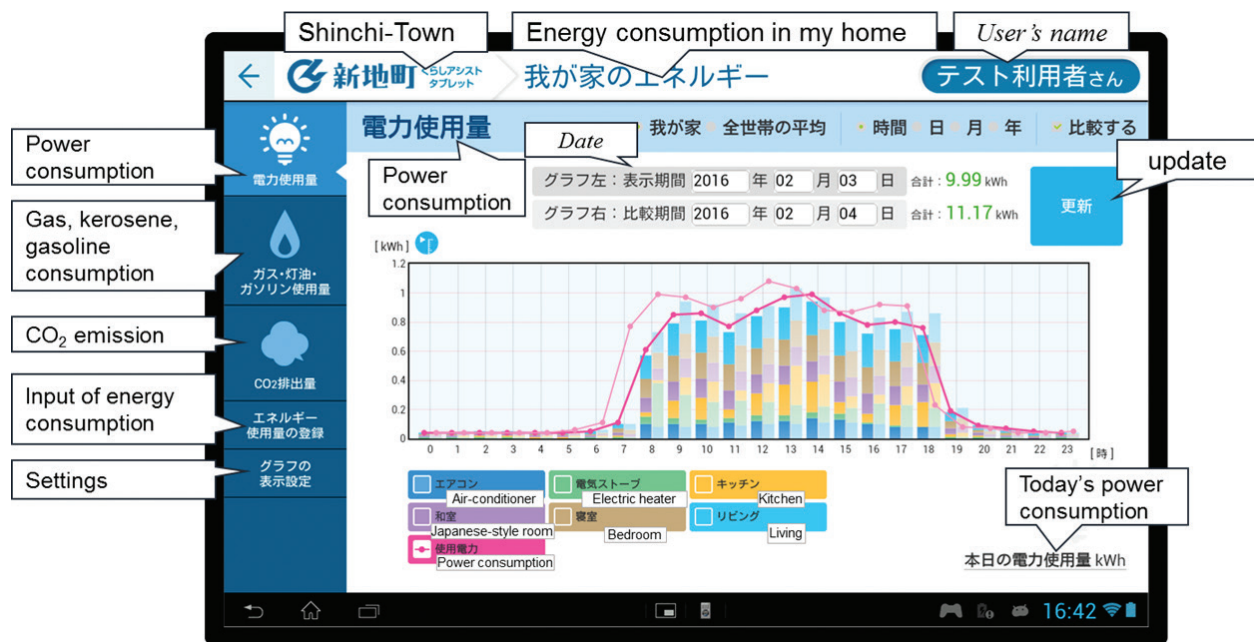 Shinchi-Town
Energy consumption in my home
User's name
新地町
くらしアシスト
タブレット
我が家のエネルギー
テスト利用者さん
Power
consumption
Gas, kerosene,
gasoline
consumption
CO₂ emission
Input of energy
consumption
Settings
電力使用量
ガス・灯油・
ガソリン使用量
CO2排出量
エネルギー
使用量の登録
グラフの
表示設定
電力使用量
我が家 全世帯の平均 時間 日 月 年 比較する
Date
Power
consumption
update
グラフ左：表示期間 2016 年 02 月 03 日 合計：9.99 kWh
グラフ右：比較期間 2016 年 02 月 04 日 合計：11.17 kWh
更新
[kWh]
1.2
1
0.8
0.6
0.4
0.2
0
0 1 2 3 4 5 6 7 8 9 10 11 12 13 14 15 16 17 18 19 20 21 22 23 [時]
エアコン
Air-conditioner
電気ストーブ
Electric heater
キッチン
Kitchen
和室
Japanese-style room
寝室
Bedroom
リビング
Living
使用電力
Power consumption
Today's power
consumption
本日の電力使用量 kWh
16:42